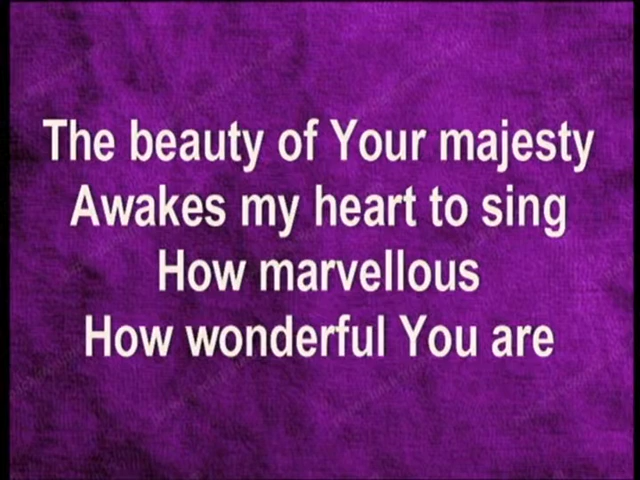 The beauty of Your majesty
Awakes my heart to sing
How marvellous
How wonderful You are